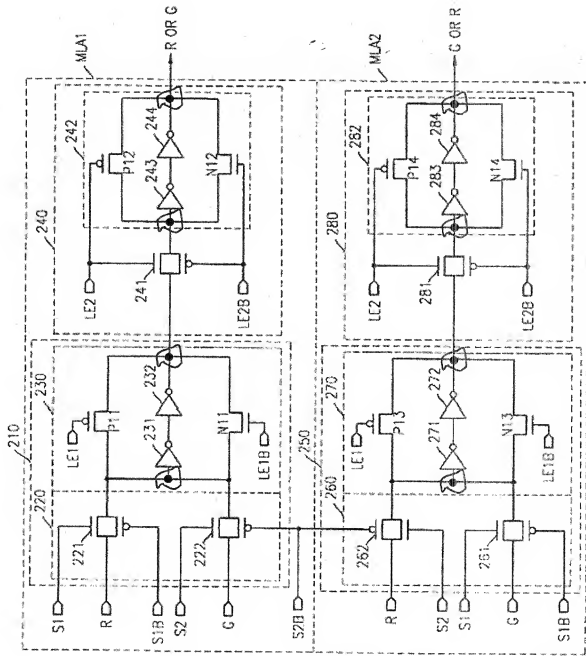 MLA1
R OR G
210
240
242
LE2
P12
241
243
244
N12
LE2B
220
230
S1
LE1
P11
221
R
231
232
S1B
S2
N11
222
LE1B
G
S2B
MLA2
G OR R
250
280
282
LE2
P14
281
283
284
N14
LE2B
260
270
LE1
P13
262
R
271
272
S2
S1
N13
261
LE1B
G
S1B